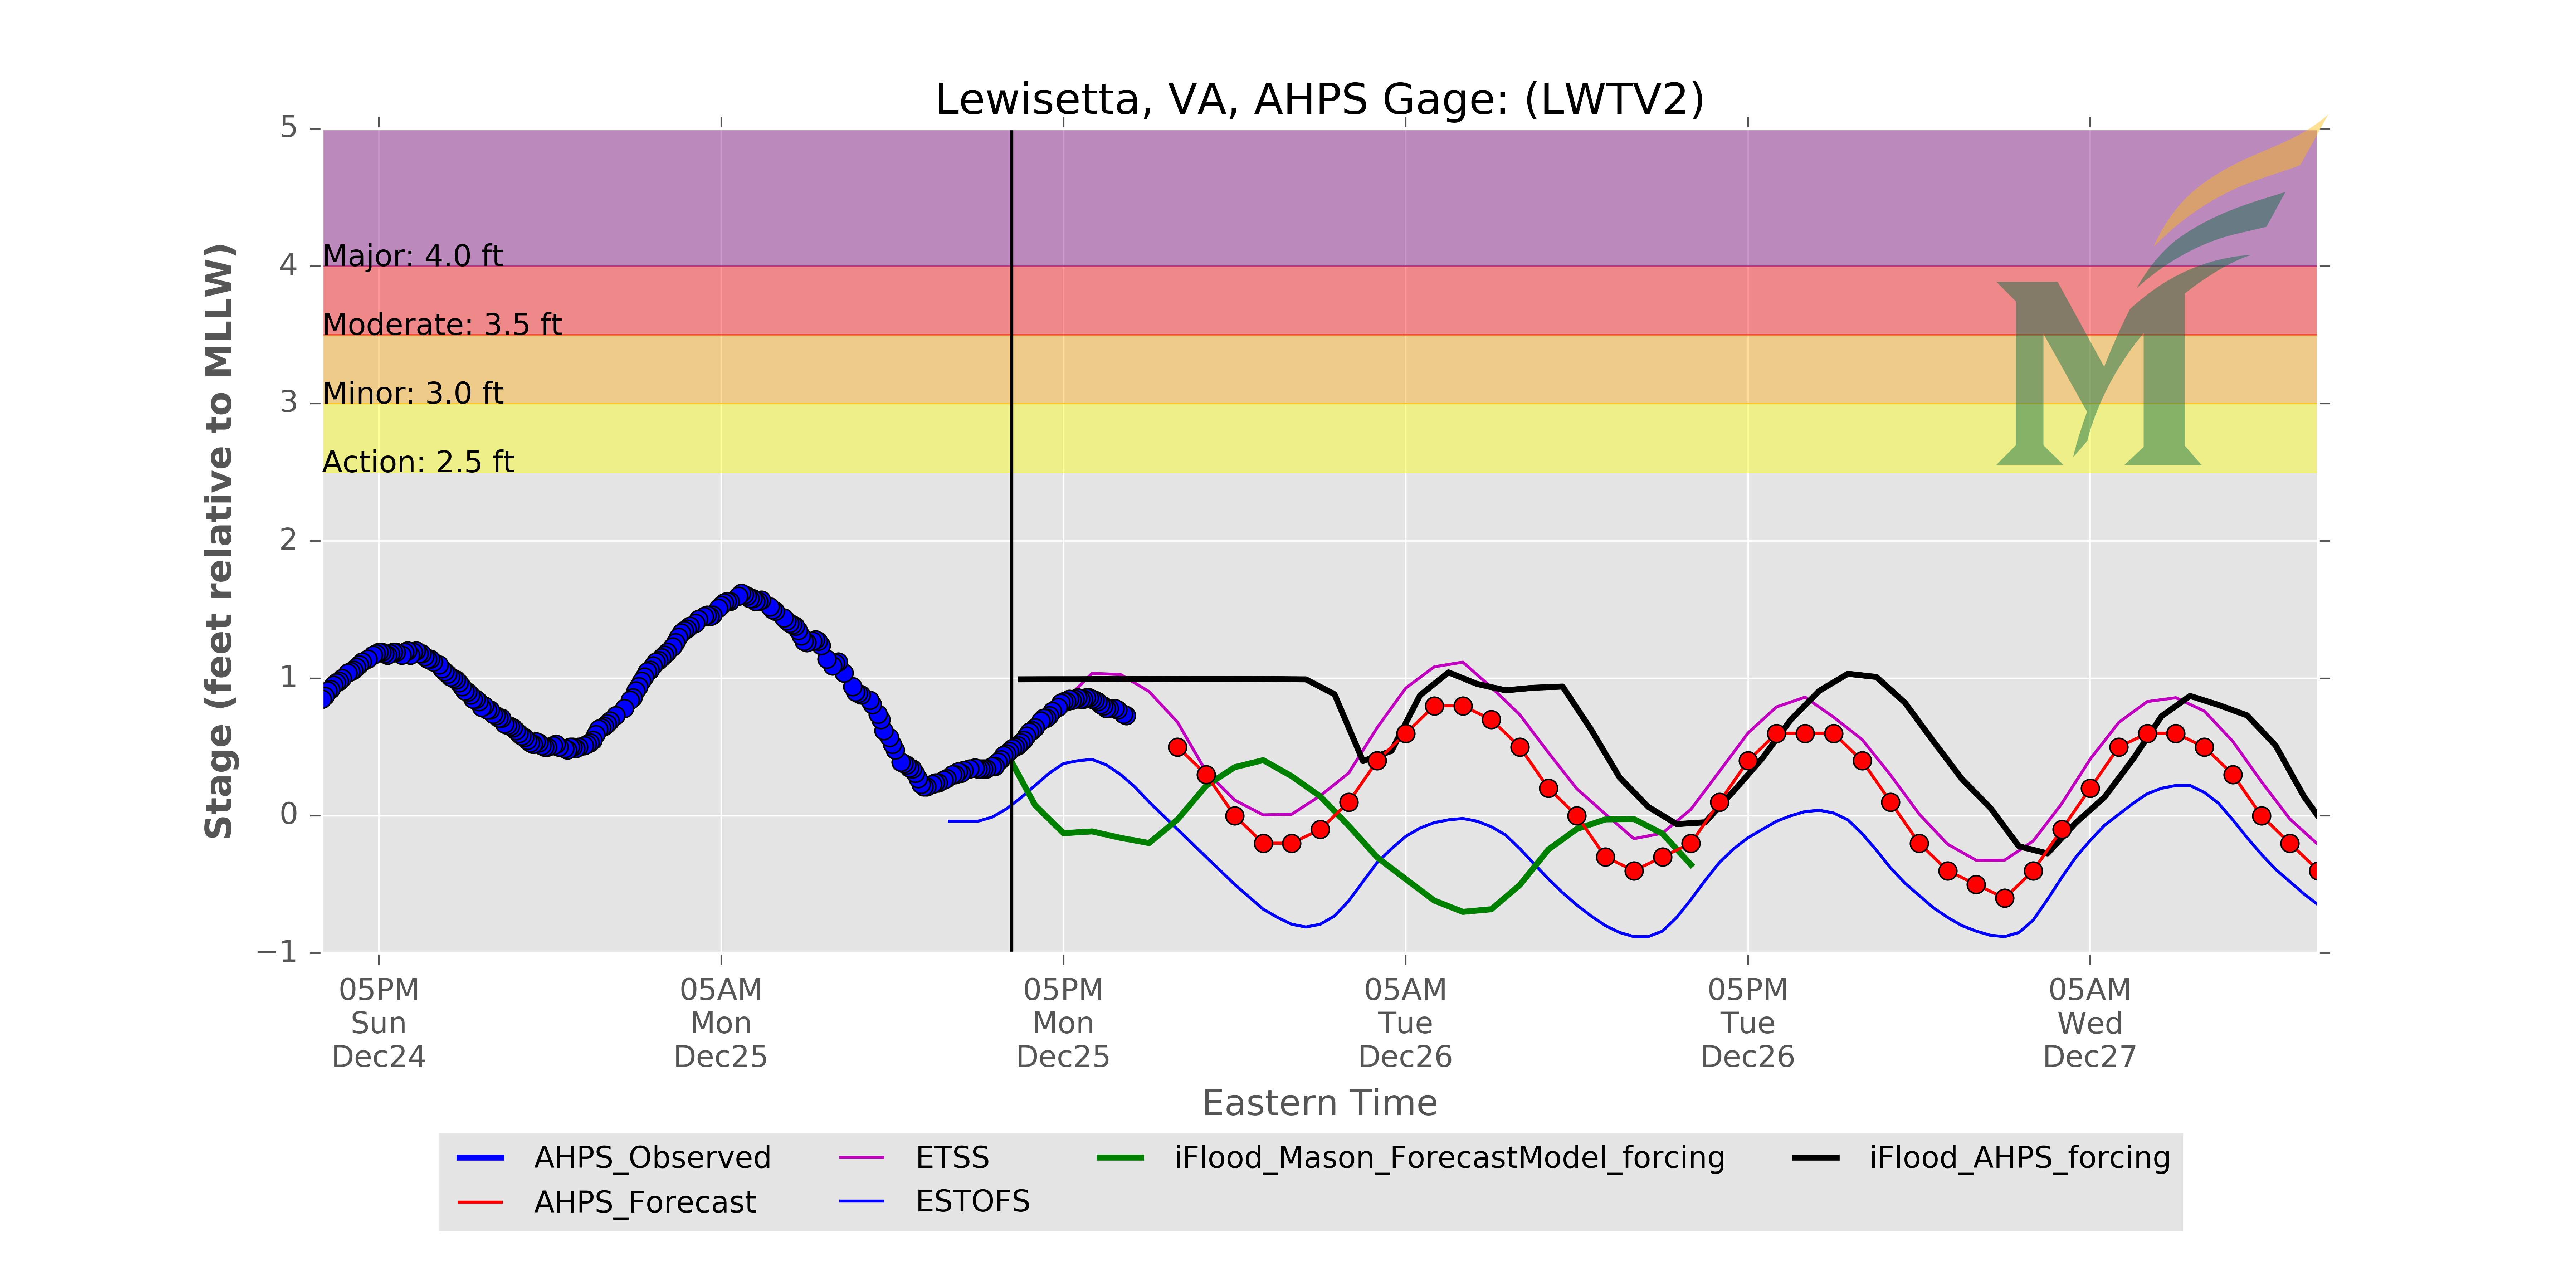 Lewisetta, VA, AHPS Gage: (LWTV2)
Stage (feet relative to MLLW)
5
4
3
2
1
0
−1
Major: 4.0 ft
Moderate: 3.5 ft
Minor: 3.0 ft
Action: 2.5 ft
05PM
Sun
Dec24
05AM
Mon
Dec25
05PM
Mon
Dec25
05AM
Tue
Dec26
05PM
Tue
Dec26
05AM
Wed
Dec27
Eastern Time
AHPS_Observed
AHPS_Forecast
ETSS
ESTOFS
iFlood_Mason_ForecastModel_forcing
iFlood_AHPS_forcing
M